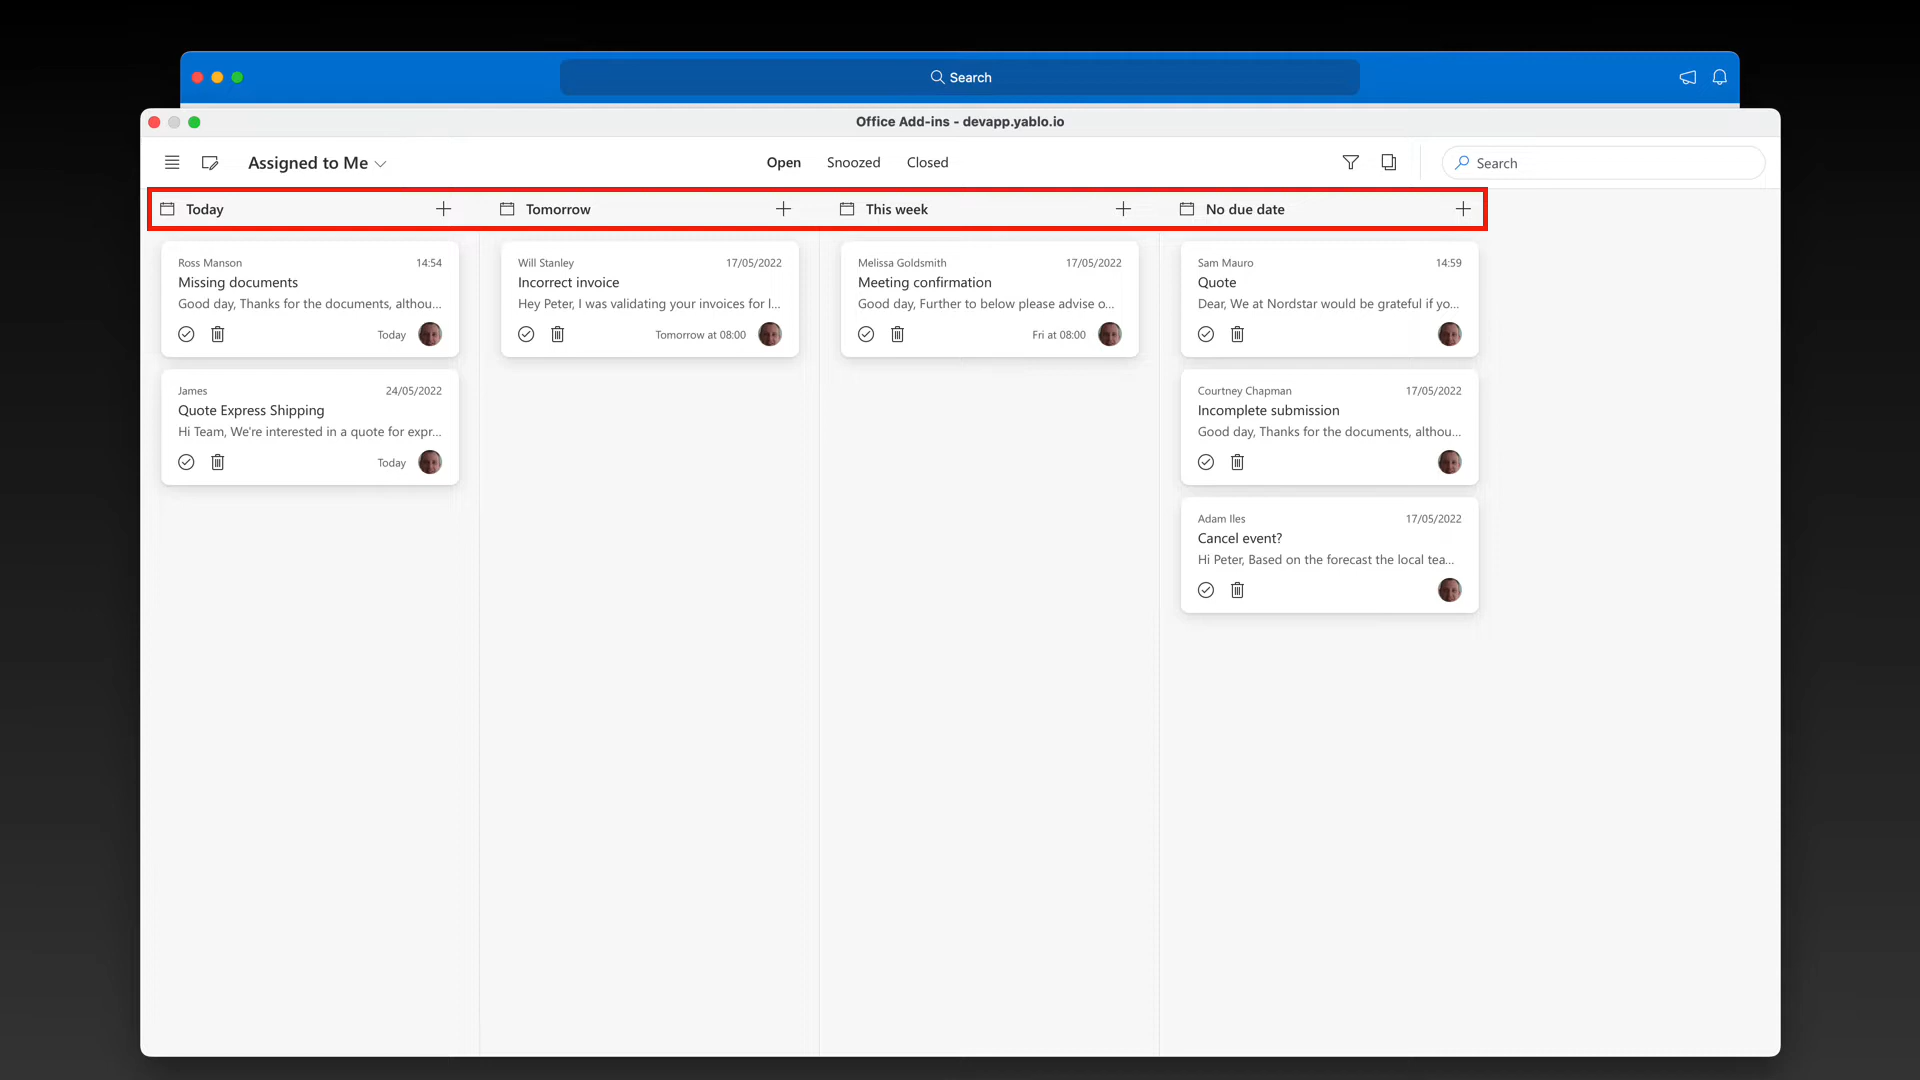 Search
Office Add-ins - devapp.yablo.io
Assigned to Me
Open
Snoozed
Closed
Search
Today
Tomorrow
This week
No due date
Ross Manson 14:54
Missing documents
Good day, Thanks for the documents, althou...
Today
James 24/05/2022
Quote Express Shipping
Hi Team, We're interested in a quote for expr...
Today
Will Stanley 17/05/2022
Incorrect invoice
Hey Peter, I was validating your invoices for l...
Tomorrow at 08:00
Melissa Goldsmith 17/05/2022
Meeting confirmation
Good day, Further to below please advise o...
Fri at 08:00
Sam Mauro 14:59
Quote
Dear, We at Nordstar would be grateful if yo...
Courtney Chapman 17/05/2022
Incomplete submission
Good day, Thanks for the documents, althou...
Adam Iles 17/05/2022
Cancel event?
Hi Peter, Based on the forecast the local tea...